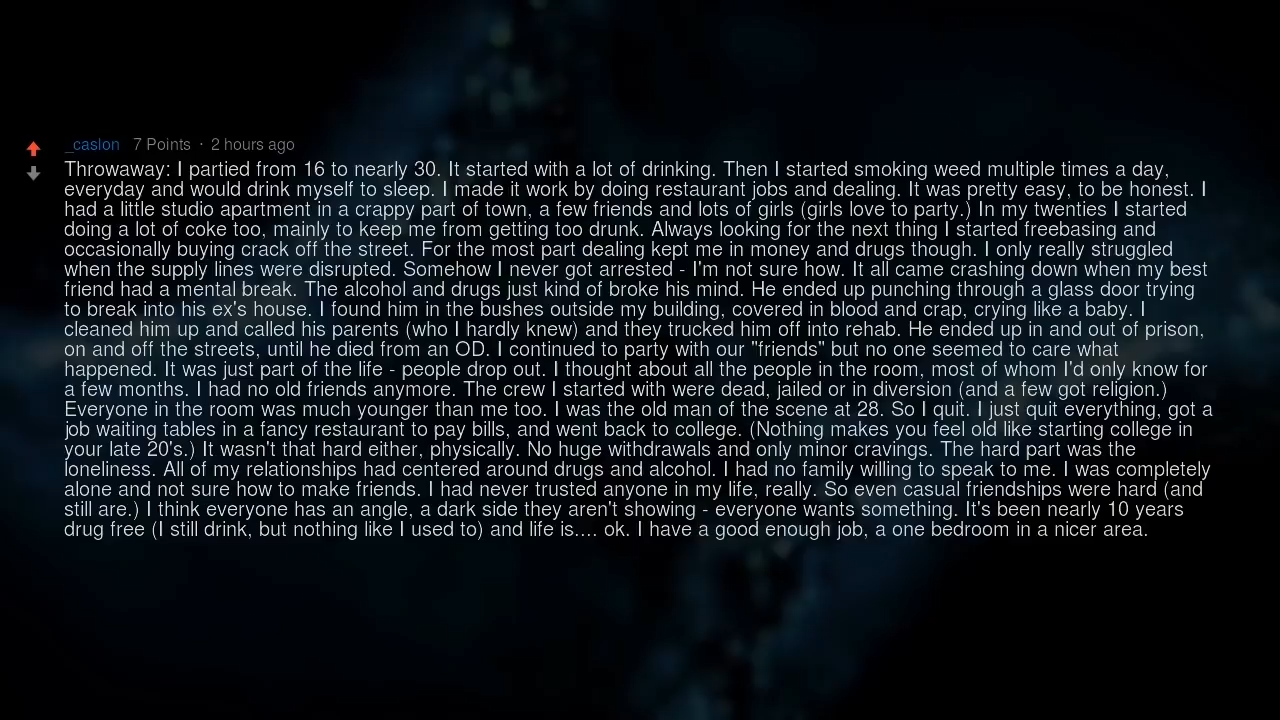 _caslon 7 Points · 2 hours ago
Throwaway: I partied from 16 to nearly 30. It started with a lot of drinking. Then I started smoking weed multiple times a day,
everyday and would drink myself to sleep. I made it work by doing restaurant jobs and dealing. It was pretty easy, to be honest. I
had a little studio apartment in a crappy part of town, a few friends and lots of girls (girls love to party.) In my twenties I started
doing a lot of coke too, mainly to keep me from getting too drunk. Always looking for the next thing I started freebasing and
occasionally buying crack off the street. For the most part dealing kept me in money and drugs though. I only really struggled
when the supply lines were disrupted. Somehow I never got arrested - I'm not sure how. It all came crashing down when my best
friend had a mental break. The alcohol and drugs just kind of broke his mind. He ended up punching through a glass door trying
to break into his ex's house. I found him in the bushes outside my building, covered in blood and crap, crying like a baby. I
cleaned him up and called his parents (who I hardly knew) and they trucked him off into rehab. He ended up in and out of prison,
on and off the streets, until he died from an OD. I continued to party with our "friends" but no one seemed to care what
happened. It was just part of the life - people drop out. I thought about all the people in the room, most of whom I'd only know for
a few months. I had no old friends anymore. The crew I started with were dead, jailed or in diversion (and a few got religion.)
Everyone in the room was much younger than me too. I was the old man of the scene at 28. So I quit. I just quit everything, got a
job waiting tables in a fancy restaurant to pay bills, and went back to college. (Nothing makes you feel old like starting college in
your late 20's.) It wasn't that hard either, physically. No huge withdrawals and only minor cravings. The hard part was the
loneliness. All of my relationships had centered around drugs and alcohol. I had no family willing to speak to me. I was completely
alone and not sure how to make friends. I had never trusted anyone in my life, really. So even casual friendships were hard (and
still are.) I think everyone has an angle, a dark side they aren't showing - everyone wants something. It's been nearly 10 years
drug free (I still drink, but nothing like I used to) and life is.... ok. I have a good enough job, a one bedroom in a nicer area.